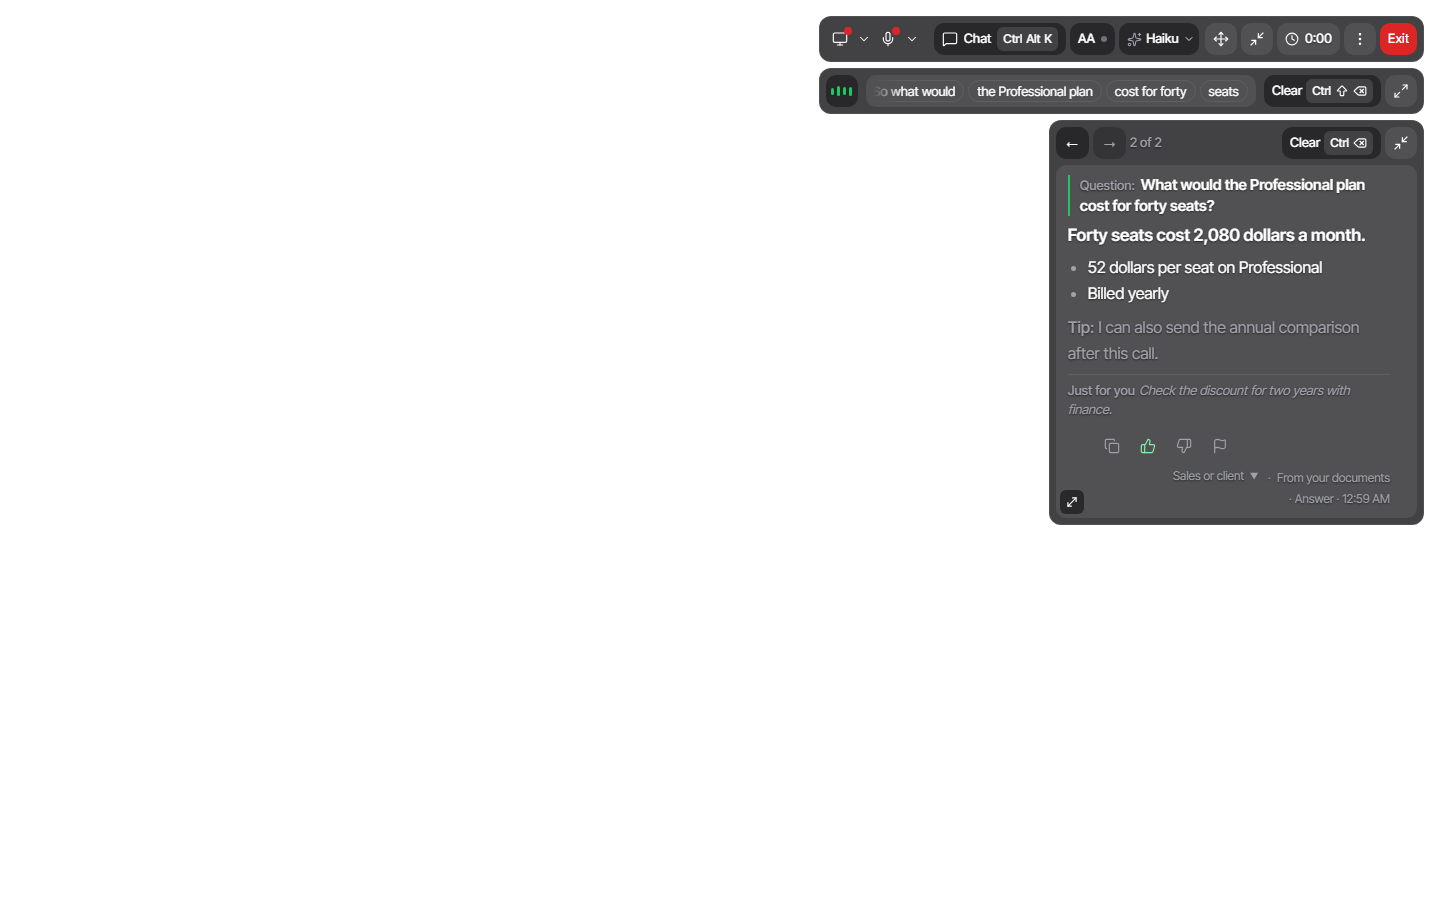 Chat Ctrl Alt K AA Haiku 0:00 Exit
So what would the Professional plan cost for forty seats Clear Ctrl
← → 2 of 2 Clear Ctrl
Question: What would the Professional plan
cost for forty seats?
Forty seats cost 2,080 dollars a month.
• 52 dollars per seat on Professional
• Billed yearly
Tip: I can also send the annual comparison
after this call.
Just for you Check the discount for two years with
finance.
Sales or client ▼ · From your documents
· Answer · 12:59 AM